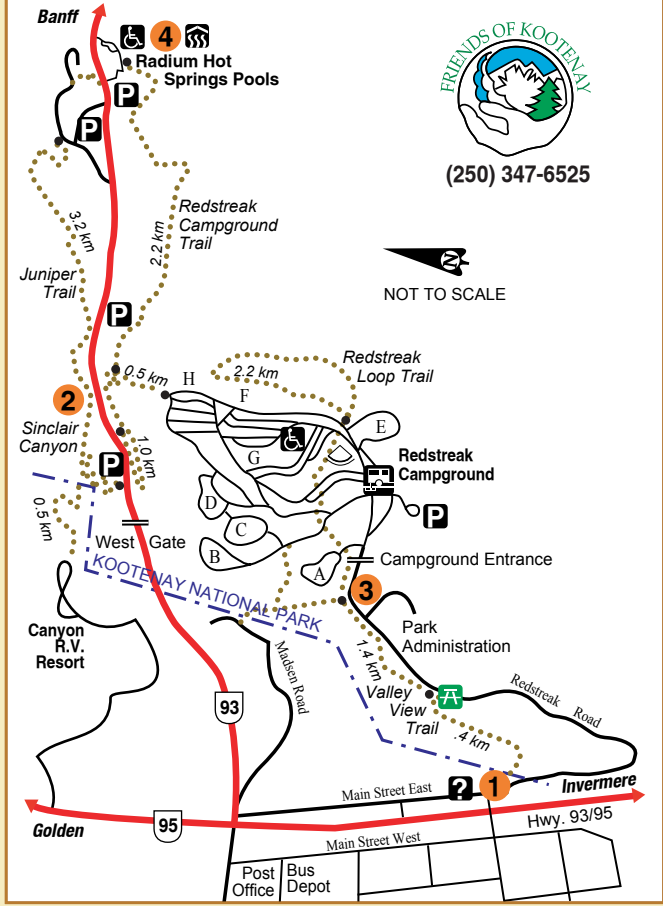 Banff
4
Radium Hot
Springs Pools
P
P
FRIENDS OF KOOTENAY
(250) 347-6525
3.2 km
2.2 km
Redstreak
Campground
Trail
Juniper
Trail
N
NOT TO SCALE
P
0.5 km
H
2.2 km
F
Redstreak
Loop Trail
2
Sinclair
Canyon
1.0 km
E
G
P
Redstreak
Campground
D
C
B
A
P
0.5 km
West Gate
Campground Entrance
KOOTENAY NATIONAL PARK
3
Canyon
R.V.
Resort
Park
Administration
1.4 km
Madsen Road
Valley
View
Trail
Redstreak Road
.4 km
93
?
1
Main Street East
Invermere
Golden
95
Hwy. 93/95
Main Street West
Post
Office
Bus
Depot